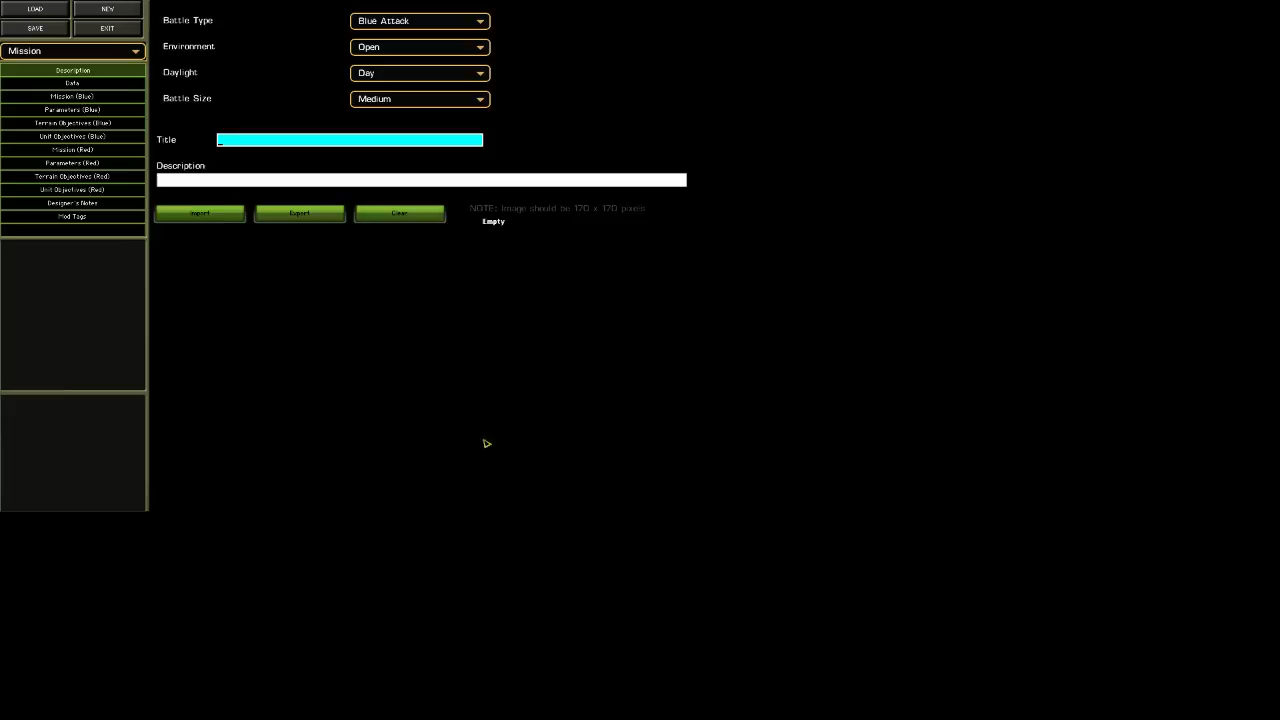 LOAD NEW
SAVE EXIT
Mission
Description
Data
Mission (Blue)
Parameters (Blue)
Terrain Objectives (Blue)
Unit Objectives (Blue)
Mission (Red)
Parameters (Red)
Terrain Objectives (Red)
Unit Objectives (Red)
Designer's Notes
Mod Tags
Battle Type Blue Attack
Environment Open
Daylight Day
Battle Size Medium
Title
Description
Import Export Clear
NOTE: Image should be 170 x 170 pixels
Empty